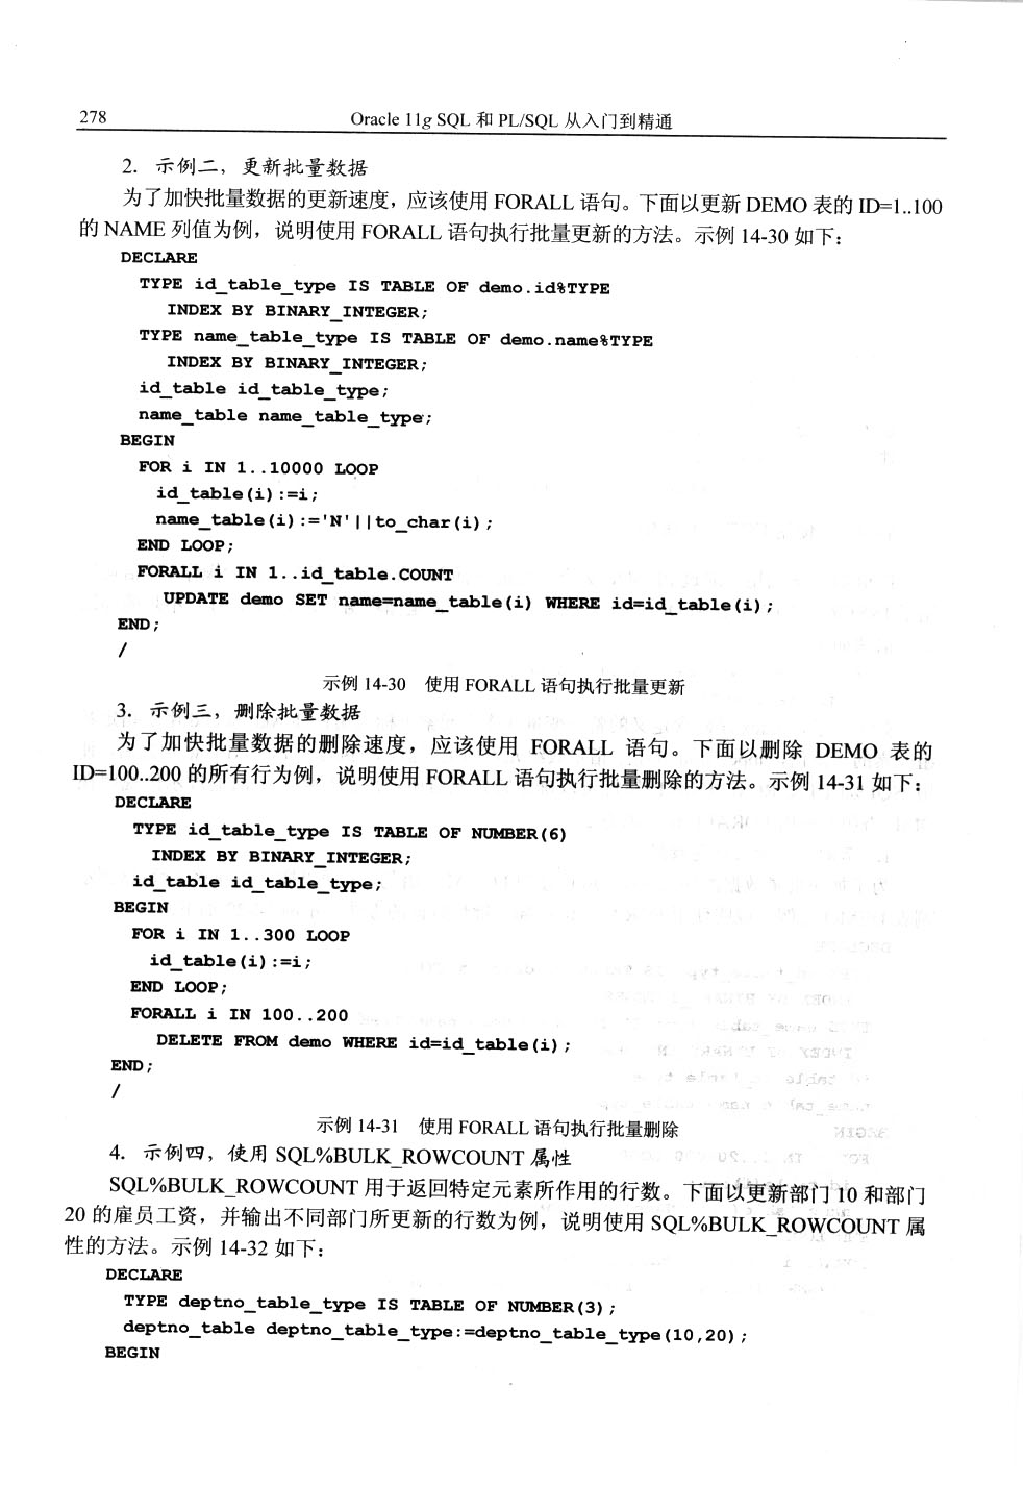 278
Oracle 11g SQL 和 PL/SQL 从入门到精通
2. 示例二，更新批量数据
为了加快批量数据的更新速度，应该使用 FORALL 语句。下面以更新 DEMO 表的 ID=1..100
的 NAME 列值为例，说明使用 FORALL 语句执行批量更新的方法。示例 14-30 如下：
DECLARE
TYPE id_table_type IS TABLE OF demo.id%TYPE
INDEX BY BINARY_INTEGER;
TYPE name_table_type IS TABLE OF demo.name%TYPE
INDEX BY BINARY_INTEGER;
id_table id_table_type;
name_table name_table_type;
BEGIN
FOR i IN 1..10000 LOOP
id_table(i):=i;
name_table(i):='N'||to_char(i);
END LOOP;
FORALL i IN 1..id_table.COUNT
UPDATE demo SET name=name_table(i) WHERE id=id_table(i);
END;
/
示例 14-30 使用 FORALL 语句执行批量更新
3. 示例三，删除批量数据
为了加快批量数据的删除速度，应该使用 FORALL 语句。下面以删除 DEMO 表的
ID=100..200 的所有行为例，说明使用 FORALL 语句执行批量删除的方法。示例 14-31 如下：
DECLARE
TYPE id_table_type IS TABLE OF NUMBER(6)
INDEX BY BINARY_INTEGER;
id_table id_table_type;
BEGIN
FOR i IN 1..300 LOOP
id_table(i):=i;
END LOOP;
FORALL i IN 100..200
DELETE FROM demo WHERE id=id_table(i);
END;
/
示例 14-31 使用 FORALL 语句执行批量删除
4. 示例四，使用 SQL%BULK_ROWCOUNT 属性
SQL%BULK_ROWCOUNT 用于返回特定元素所作用的行数。下面以更新部门 10 和部门
20 的雇员工资，并输出不同部门所更新的行数为例，说明使用 SQL%BULK_ROWCOUNT 属
性的方法。示例 14-32 如下：
DECLARE
TYPE deptno_table_type IS TABLE OF NUMBER(3);
deptno_table deptno_table_type:=deptno_table_type(10,20);
BEGIN